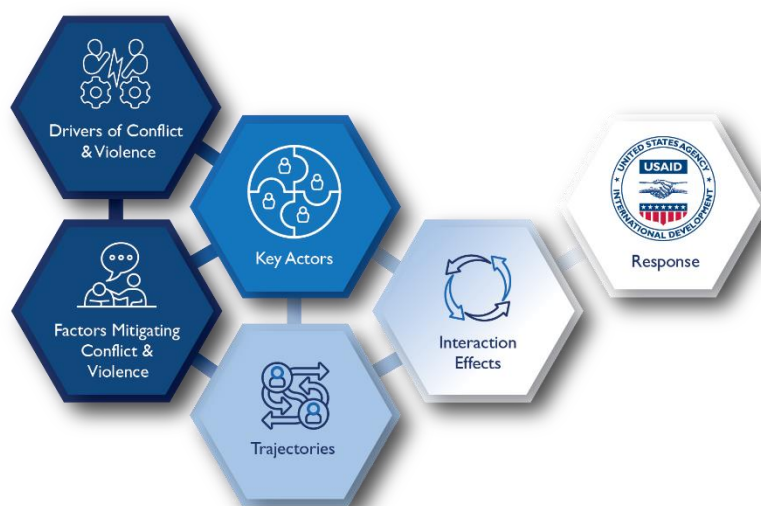 Drivers of Conflict
& Violence
Key Actors
Factors Mitigating
Conflict &
Violence
Trajectories
Interaction
Effects
UNITED STATES AGENCY
USAID
INTERNATIONAL DEVELOPMENT
Response